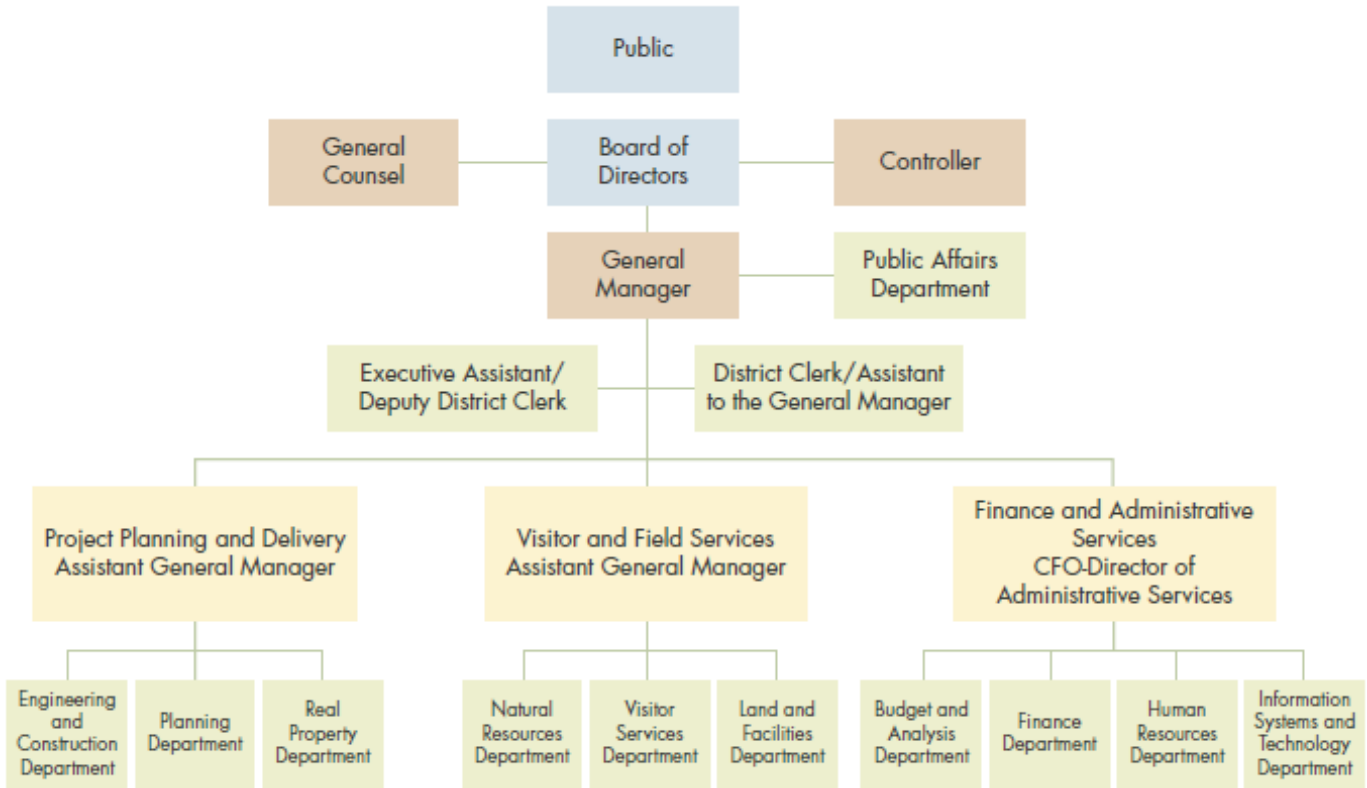 Public
General
Counsel
Board of
Directors
Controller
General
Manager
Public Affairs
Department
Executive Assistant/
Deputy District Clerk
District Clerk/Assistant
to the General Manager
Project Planning and Delivery
Assistant General Manager
Visitor and Field Services
Assistant General Manager
Finance and Administrative
Services
CFO-Director of
Administrative Services
Engineering
and
Construction
Department
Planning
Department
Real
Property
Department
Natural
Resources
Department
Visitor
Services
Department
Land and
Facilities
Department
Budget and
Analysis
Department
Finance
Department
Human
Resources
Department
Information
Systems and
Technology
Department